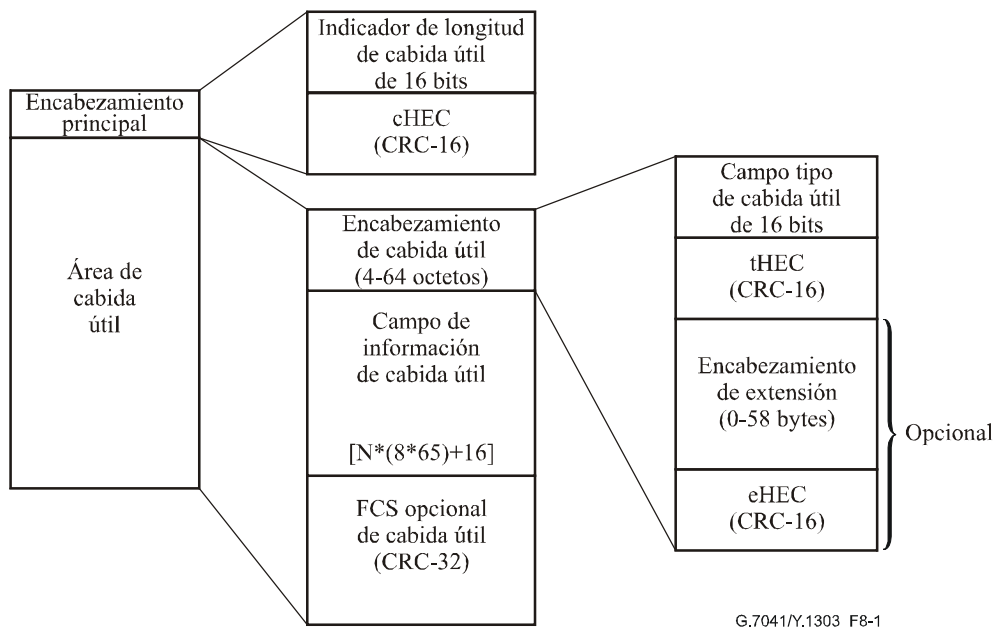 Encabezamiento
principal
Área de
cabida
útil
Indicador de longitud
de cabida útil
de 16 bits
cHEC
(CRC-16)
Encabezamiento
de cabida útil
(4-64 octetos)
Campo de
información
de cabida útil
[N*(8*65)+16]
FCS opcional
de cabida útil
(CRC-32)
Campo tipo
de cabida útil
de 16 bits
tHEC
(CRC-16)
Encabezamiento
de extensión
(0-58 bytes)
eHEC
(CRC-16)
Opcional
G.7041/Y.1303_F8-1